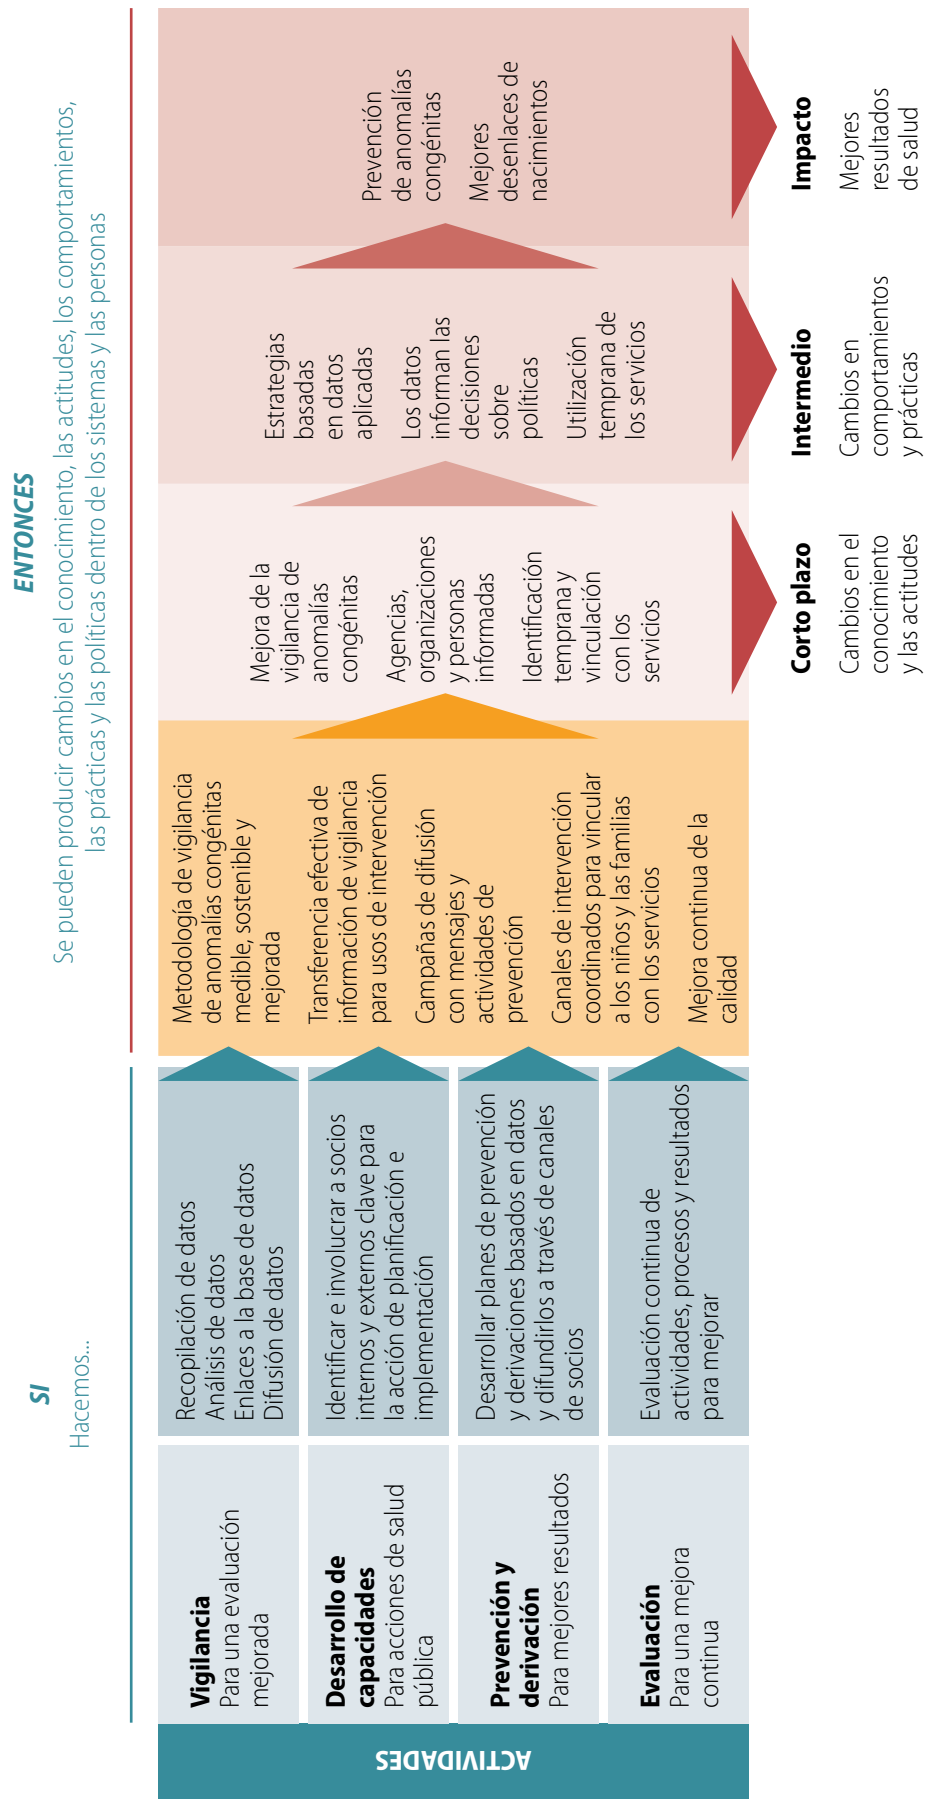 SI
Hacemos...
ENTONCES
Se pueden producir cambios en el conocimiento, las actitudes, los comportamientos,
las prácticas y las políticas dentro de los sistemas y las personas
ACTIVIDADES
Vigilancia
Para una evaluación
mejorada
Recopilación de datos
Análisis de datos
Enlaces a la base de datos
Difusión de datos
Desarrollo de
capacidades
Para acciones de salud
pública
Identificar e involucrar a socios
internos y externos clave para
la acción de planificación e
implementación
Prevención y
derivación
Para mejores resultados
Desarrollar planes de prevención
y derivaciones basados en datos
y difundirlos a través de canales
de socios
Evaluación
Para una mejora
continua
Evaluación continua de
actividades, procesos y resultados
para mejorar
Metodología de vigilancia
de anomalías congénitas
medible, sostenible y
mejorada
Transferencia efectiva de
información de vigilancia
para usos de intervención
Campañas de difusión
con mensajes y
actividades de
prevención
Canales de intervención
coordinados para vincular
a los niños y las familias
con los servicios
Mejora continua de la
calidad
Mejora de la
vigilancia de
anomalías
congénitas
Agencias,
organizaciones
y personas
informadas
Identificación
temprana y
vinculación
con los
servicios
Estrategias
basadas
en datos
aplicadas
Los datos
informan las
decisiones
sobre
políticas
Utilización
temprana de
los servicios
Prevención
de anomalías
congénitas
Mejores
desenlaces de
nacimientos
Corto plazo
Cambios en el
conocimiento
y las actitudes
Intermedio
Cambios en
comportamientos
y prácticas
Impacto
Mejores
resultados
de salud